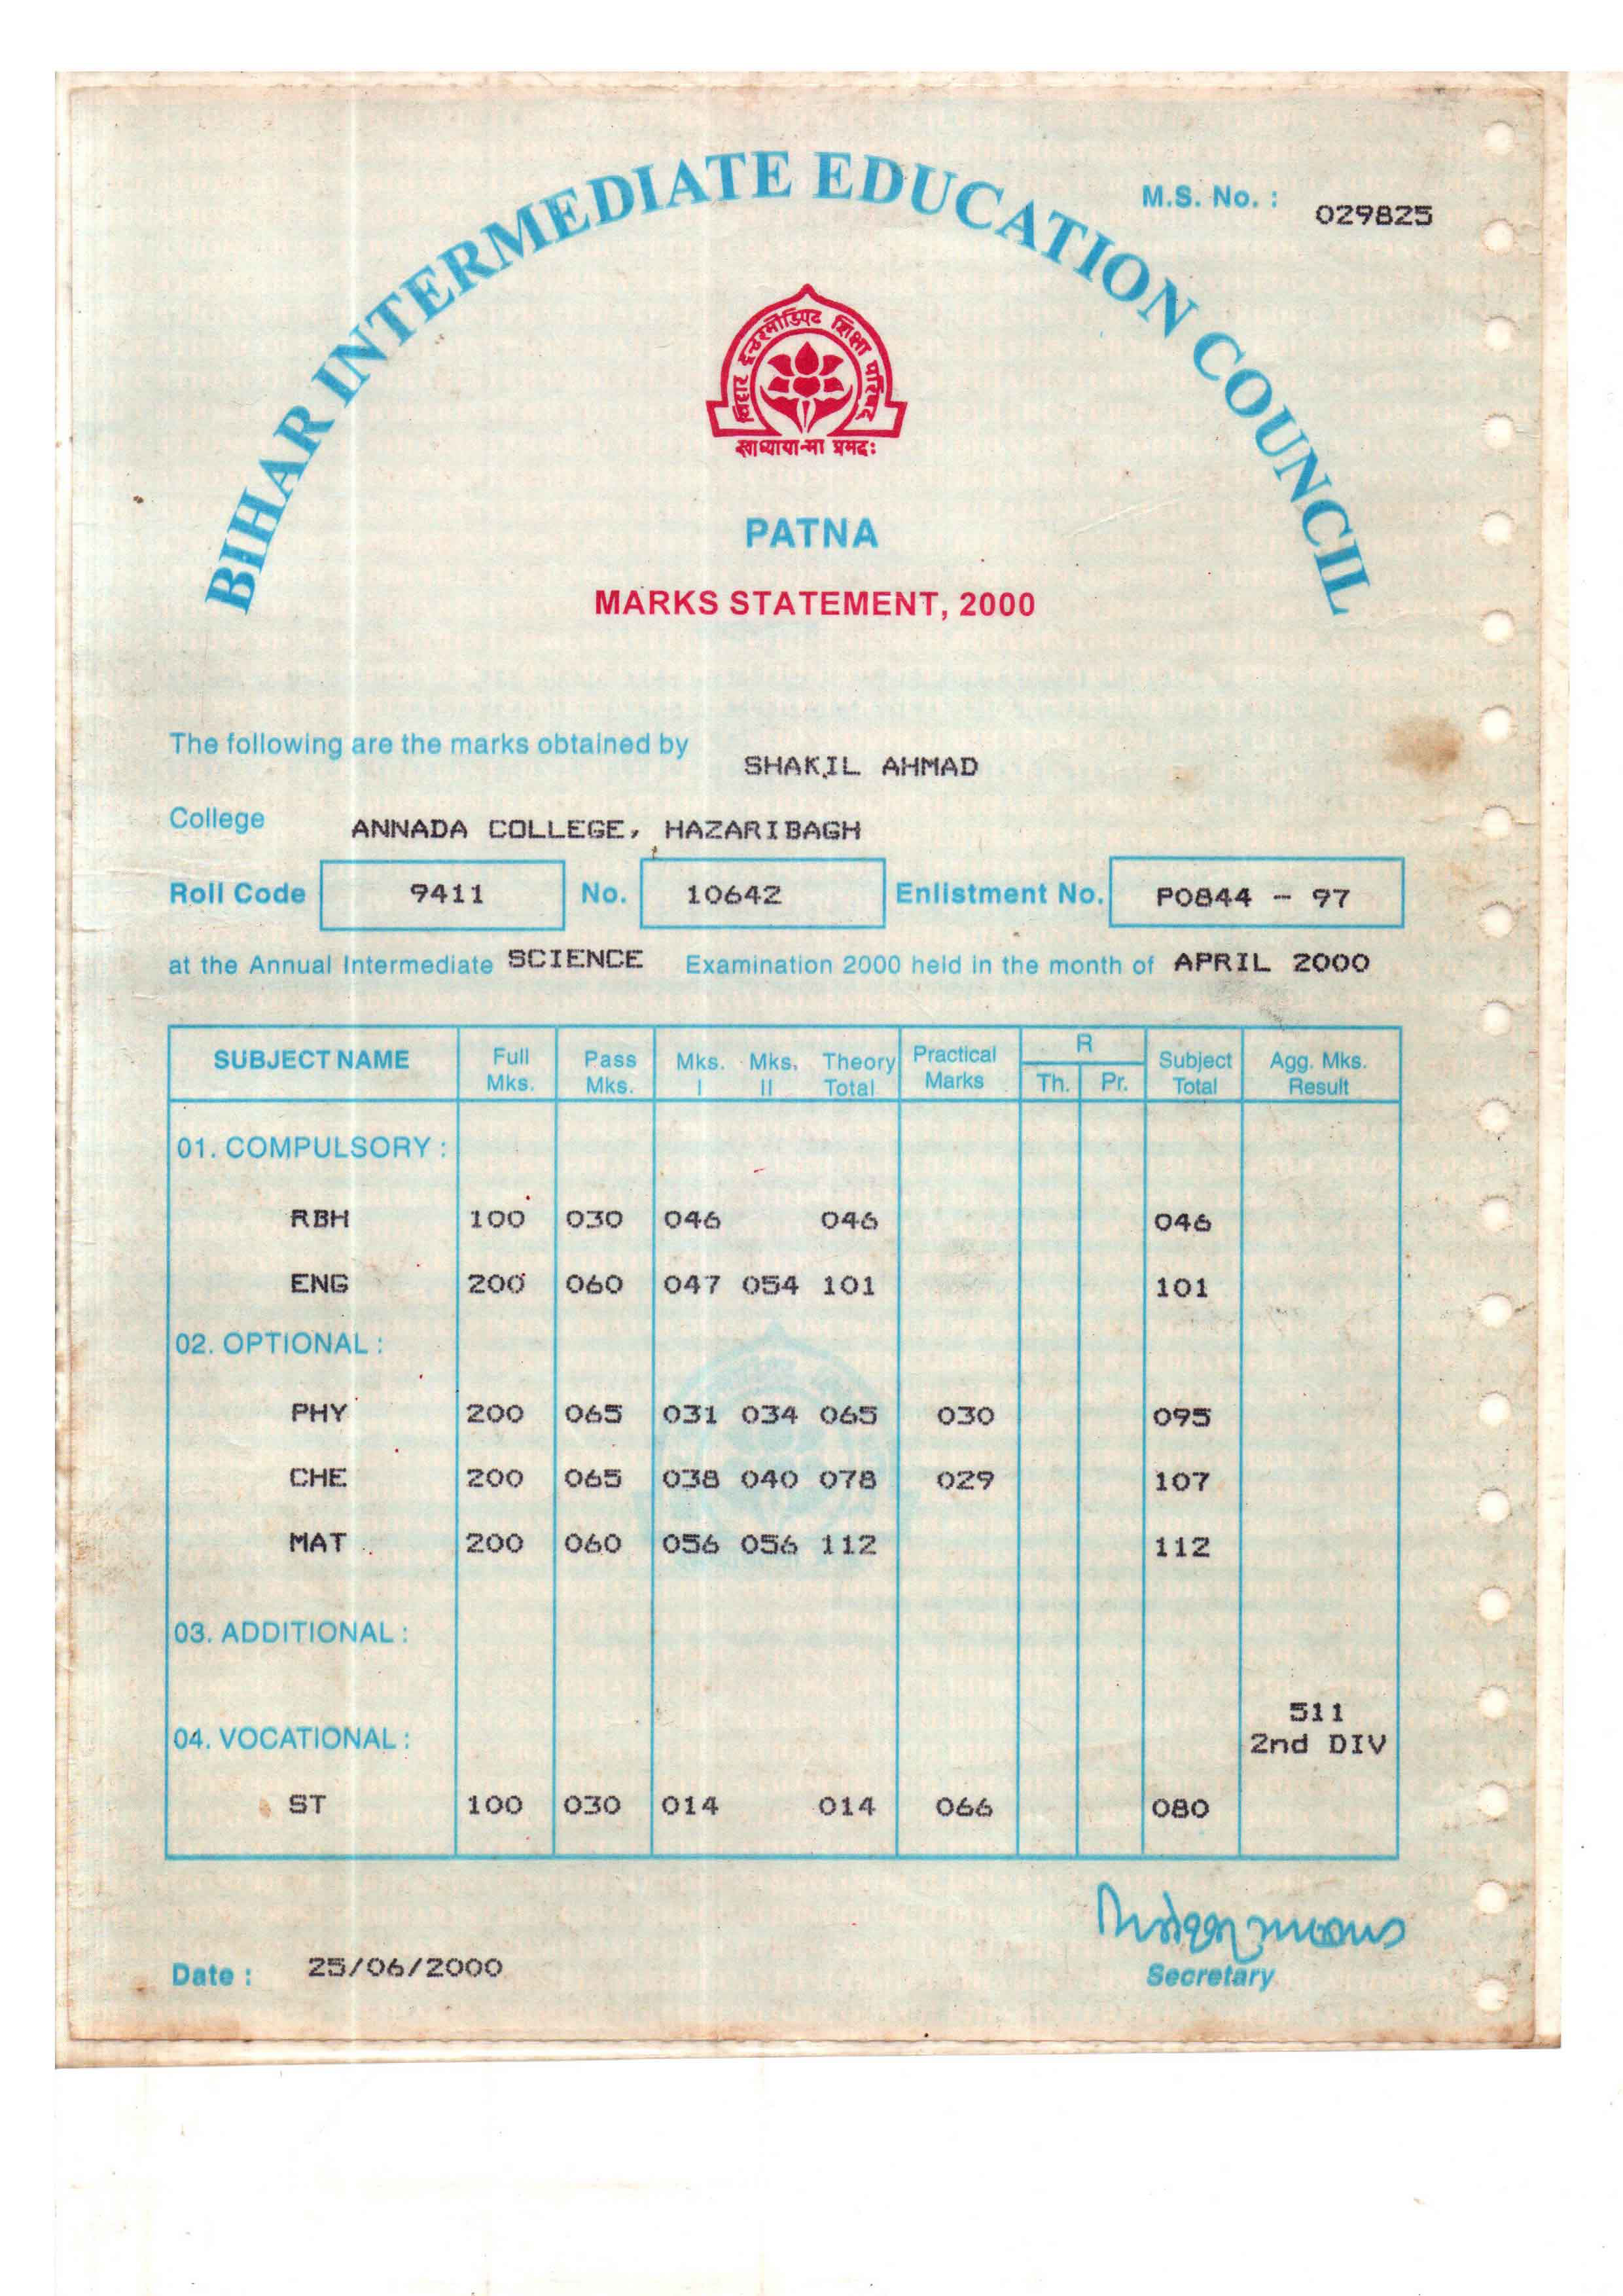 BIHAR INTERMEDIATE EDUCATION COUNCIL
M.S. No. : 029825
बिहार इन्टरमीडिएट शिक्षा परिषद
स्वाध्यायान्मा प्रमदः
PATNA
MARKS STATEMENT, 2000
The following are the marks obtained by SHAKIL AHMAD
College ANNADA COLLEGE, HAZARIBAGH
Roll Code 9411 No. 10642 Enlistment No. P0844 - 97
at the Annual Intermediate SCIENCE Examination 2000 held in the month of APRIL 2000
SUBJECT NAME Full Mks. Pass Mks. Mks. I Mks. II Theory Total Practical Marks R Th. Pr. Subject Total Agg. Mks. Result
01. COMPULSORY :
RBH 100 030 046 046 046
ENG 200 060 047 054 101 101
02. OPTIONAL :
PHY 200 065 031 034 065 030 095
CHE 200 065 038 040 078 029 107
MAT 200 060 056 056 112 112
03. ADDITIONAL :
511
04. VOCATIONAL : 2nd DIV
ST 100 030 014 014 066 080
Date : 25/06/2000
Secretary